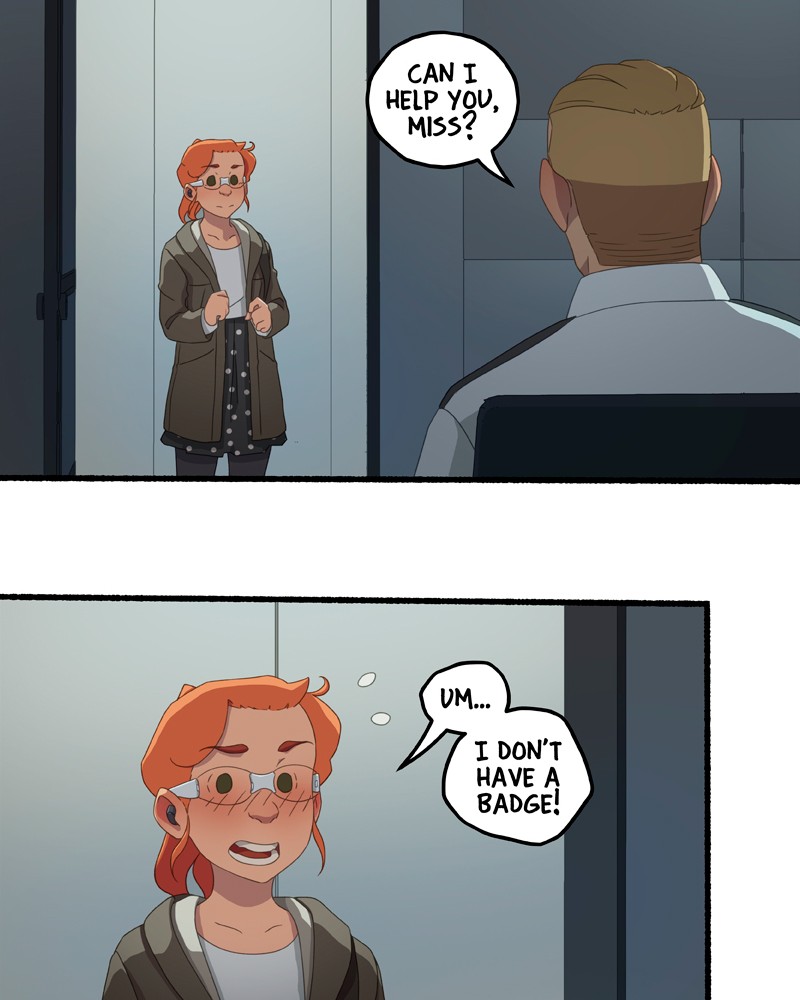 CAN I
HELP YOU,
MISS?
UM...
I DON'T
HAVE A
BADGE!